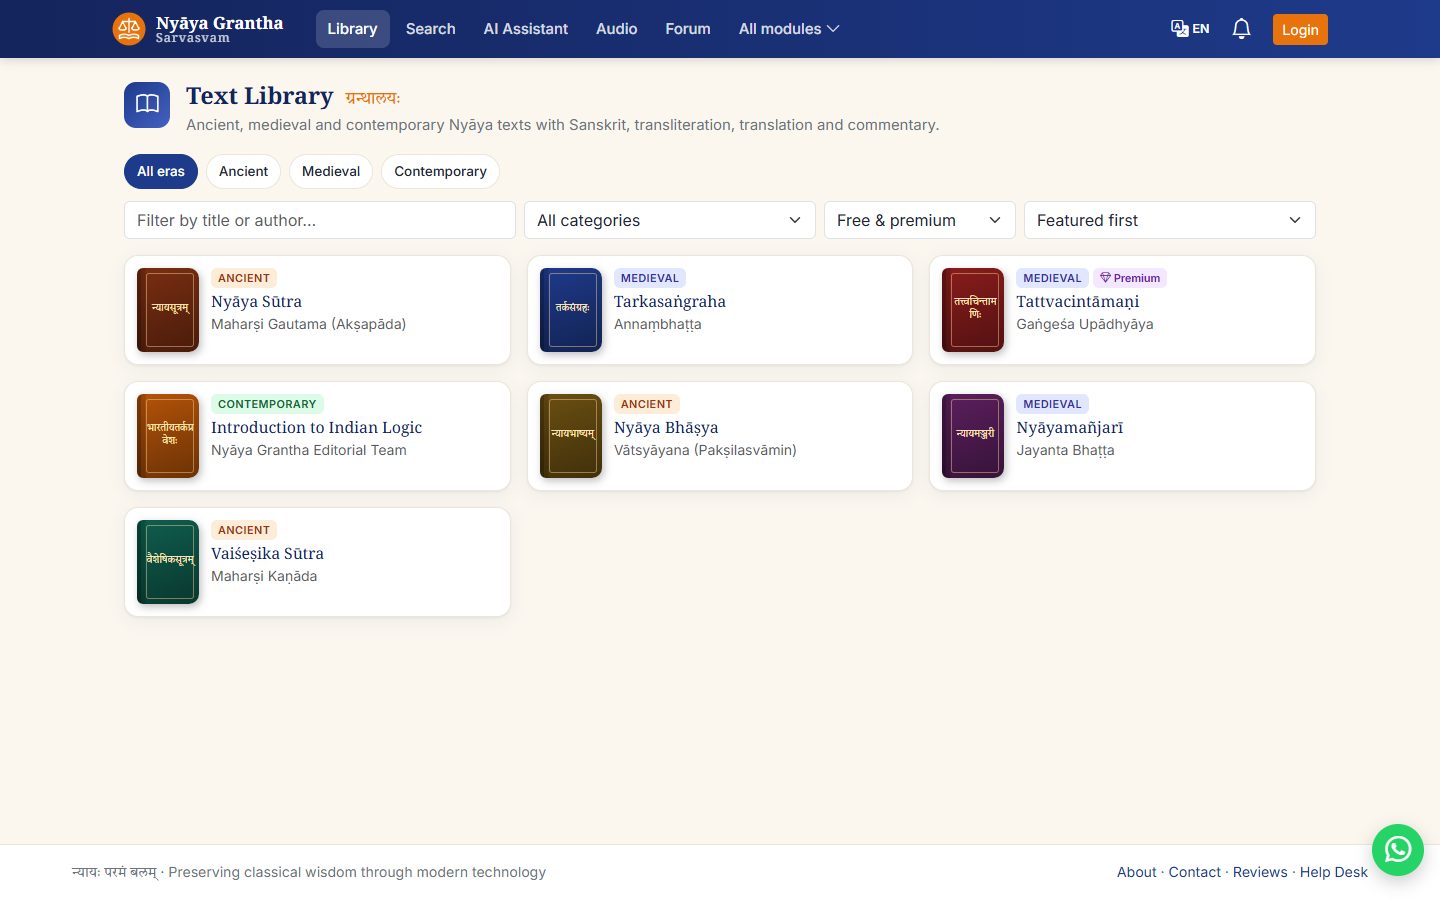 Nyāya Grantha
Sarvasvam
Library
Search
AI Assistant
Audio
Forum
All modules
EN
Login
Text Library ग्रन्थालयः
Ancient, medieval and contemporary Nyāya texts with Sanskrit, transliteration, translation and commentary.
All eras
Ancient
Medieval
Contemporary
Filter by title or author...
All categories
Free & premium
Featured first
न्यायसूत्रम्
ANCIENT
Nyāya Sūtra
Maharṣi Gautama (Akṣapāda)
तर्कसंग्रहः
MEDIEVAL
Tarkasaṅgraha
Annaṃbhaṭṭa
तत्त्वचिन्ताम
णिः
MEDIEVAL
Premium
Tattvacintāmaṇi
Gaṅgeśa Upādhyāya
भारतीयतर्कप्र
वेशः
CONTEMPORARY
Introduction to Indian Logic
Nyāya Grantha Editorial Team
न्यायभाष्यम्
ANCIENT
Nyāya Bhāṣya
Vātsyāyana (Pakṣilasvāmin)
न्यायमञ्जरी
MEDIEVAL
Nyāyamañjarī
Jayanta Bhaṭṭa
वैशेषिकसूत्रम्
ANCIENT
Vaiśeṣika Sūtra
Maharṣi Kaṇāda
न्यायः परमं बलम् · Preserving classical wisdom through modern technology
About · Contact · Reviews · Help Desk